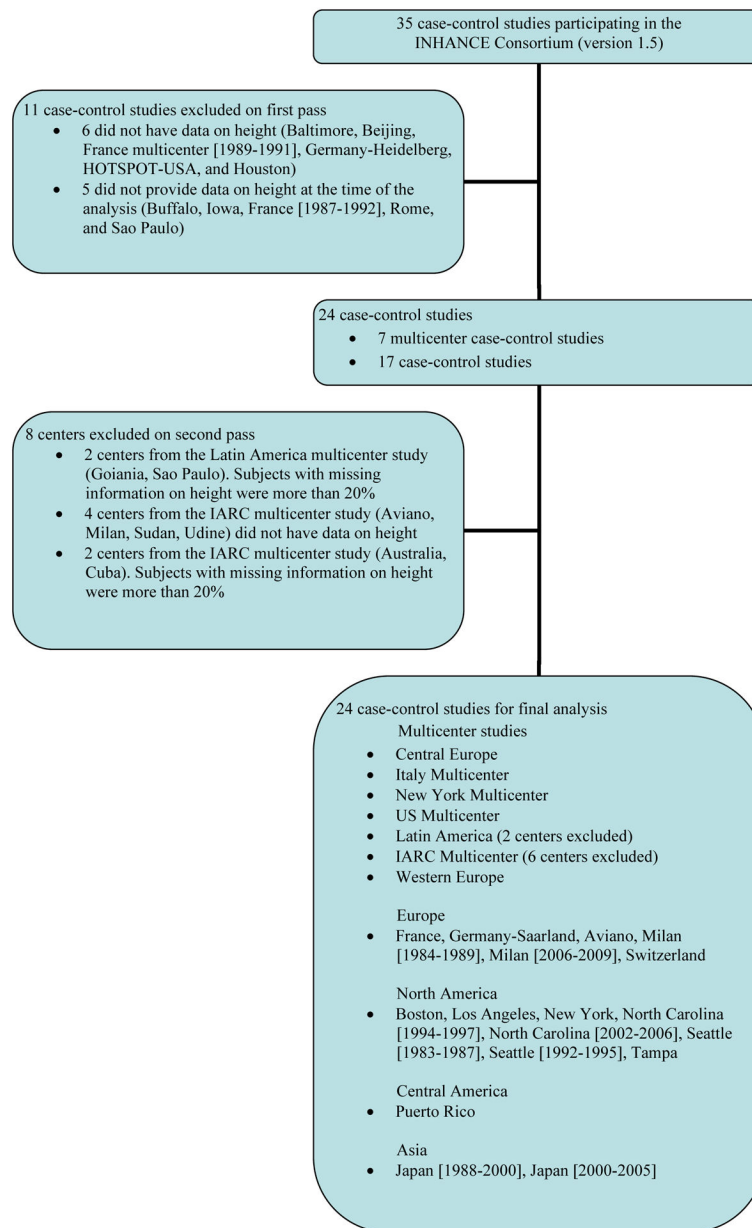 35 case-control studies participating in the
INHANCE Consortium (version 1.5)
11 case-control studies excluded on first pass
• 6 did not have data on height (Baltimore, Beijing,
France multicenter [1989-1991], Germany-Heidelberg,
HOTSPOT-USA, and Houston)
• 5 did not provide data on height at the time of the
analysis (Buffalo, Iowa, France [1987-1992], Rome,
and Sao Paulo)
24 case-control studies
• 7 multicenter case-control studies
• 17 case-control studies
8 centers excluded on second pass
• 2 centers from the Latin America multicenter study
(Goiania, Sao Paulo). Subjects with missing
information on height were more than 20%
• 4 centers from the IARC multicenter study (Aviano,
Milan, Sudan, Udine) did not have data on height
• 2 centers from the IARC multicenter study (Australia,
Cuba). Subjects with missing information on height
were more than 20%
24 case-control studies for final analysis
Multicenter studies
• Central Europe
• Italy Multicenter
• New York Multicenter
• US Multicenter
• Latin America (2 centers excluded)
• IARC Multicenter (6 centers excluded)
• Western Europe
Europe
• France, Germany-Saarland, Aviano, Milan
[1984-1989], Milan [2006-2009], Switzerland
North America
• Boston, Los Angeles, New York, North Carolina
[1994-1997], North Carolina [2002-2006], Seattle
[1983-1987], Seattle [1992-1995], Tampa
Central America
• Puerto Rico
Asia
• Japan [1988-2000], Japan [2000-2005]